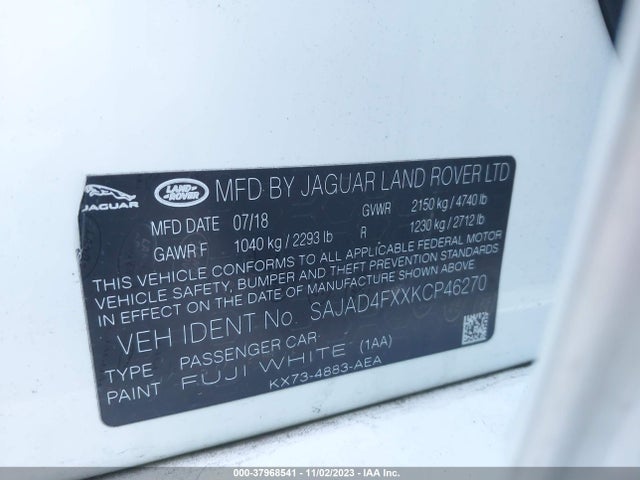 JAGUAR LAND ROVER MFD BY JAGUAR LAND ROVER LTD
MFD DATE 07/18 GVWR 2150 kg / 4740 lb
GAWR F 1040 kg / 2293 lb R 1230 kg / 2712 lb
THIS VEHICLE CONFORMS TO ALL APPLICABLE FEDERAL MOTOR
VEHICLE SAFETY, BUMPER AND THEFT PREVENTION STANDARDS
IN EFFECT ON THE DATE OF MANUFACTURE SHOWN ABOVE
VEH IDENT No. SAJAD4FXXKCP46270
TYPE PASSENGER CAR
PAINT FUJI WHITE (1AA)
KX73-4883-AEA
000-37968541 - 11/02/2023 - IAA Inc.